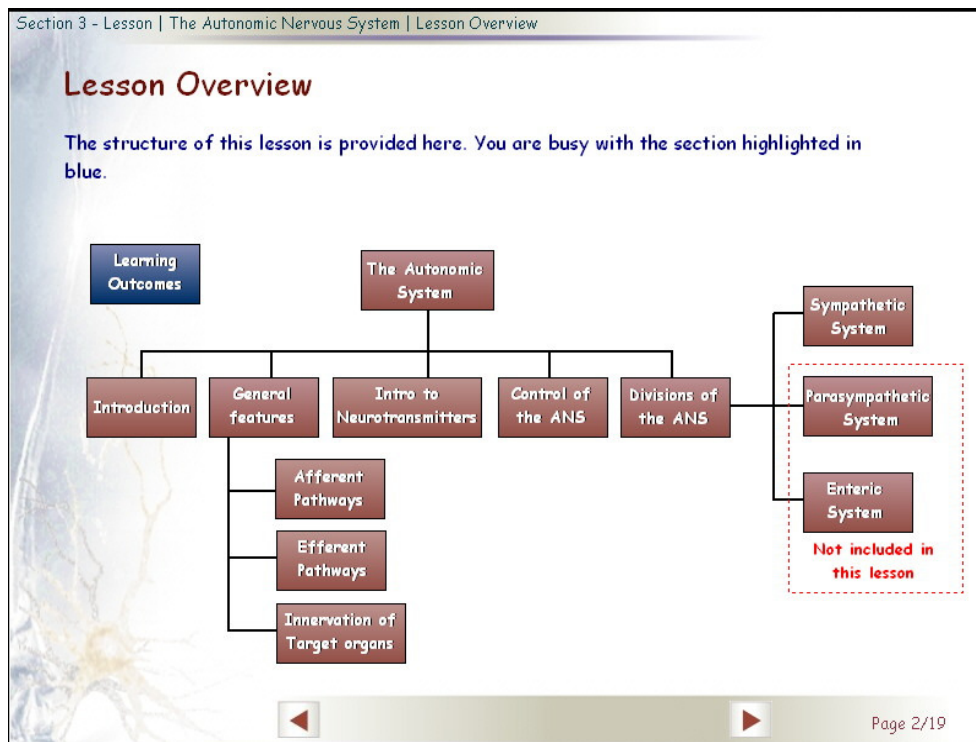 Section 3 - Lesson | The Autonomic Nervous System | Lesson Overview
Lesson Overview
The structure of this lesson is provided here. You are busy with the section highlighted in
blue.
Learning
Outcomes
The Autonomic
System
Introduction
General
features
Intro to
Neurotransmitters
Control of
the ANS
Divisions of
the ANS
Sympathetic
System
Parasympathetic
System
Enteric
System
Not included in
this lesson
Afferent
Pathways
Efferent
Pathways
Innervation of
Target organs
Page 2/19